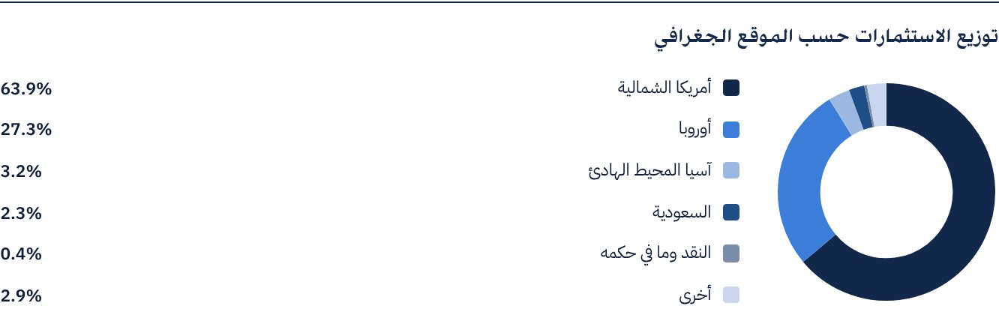 توزيع الاستثمارات حسب الموقع الجغرافي
أمريكا الشمالية 63.9%
أوروبا 27.3%
آسيا المحيط الهادئ 3.2%
السعودية 2.3%
النقد وما في حكمه 0.4%
أخرى 2.9%